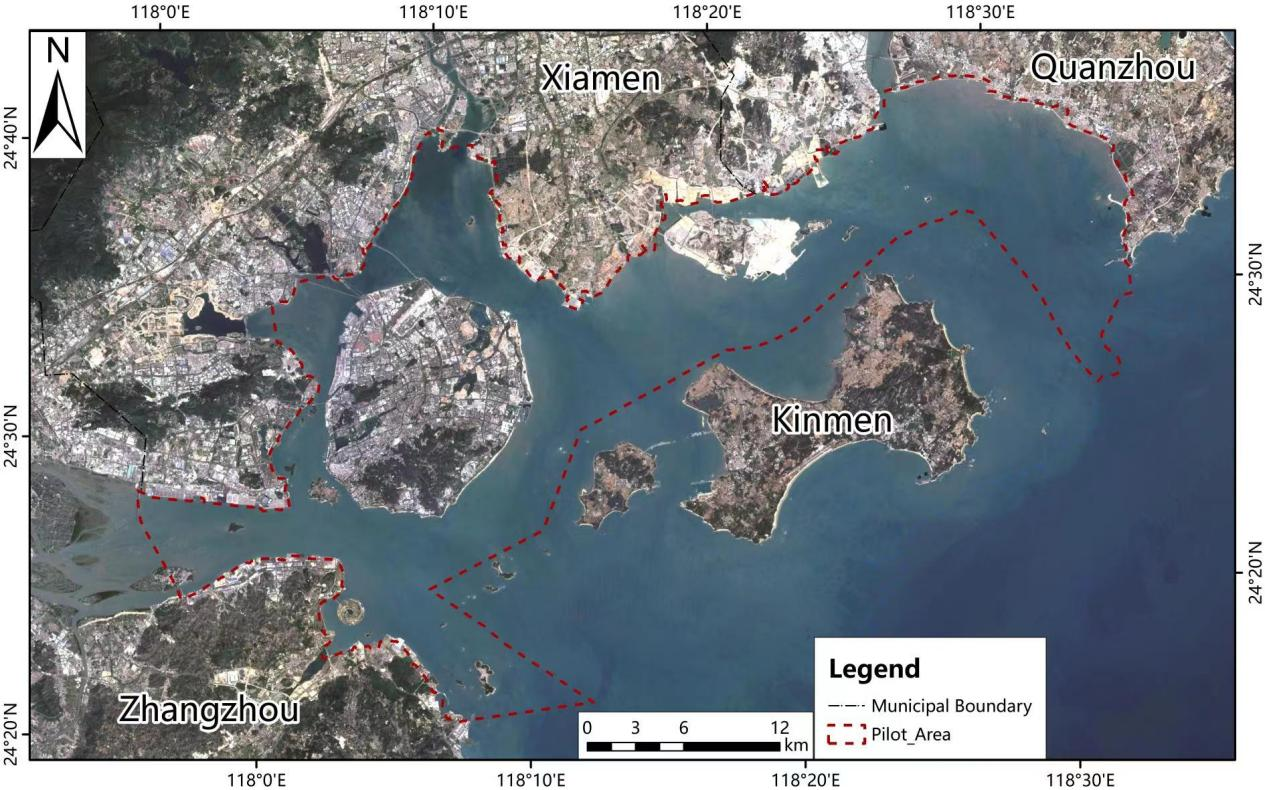 118°0'E 118°10'E 118°20'E 118°30'E
N
Xiamen
Quanzhou
24°40'N
24°30'N
Kinmen
24°30'N
24°20'N
Zhangzhou
24°20'N
Legend
Municipal Boundary
Pilot_Area
0 3 6 12
km
118°0'E 118°10'E 118°20'E 118°30'E